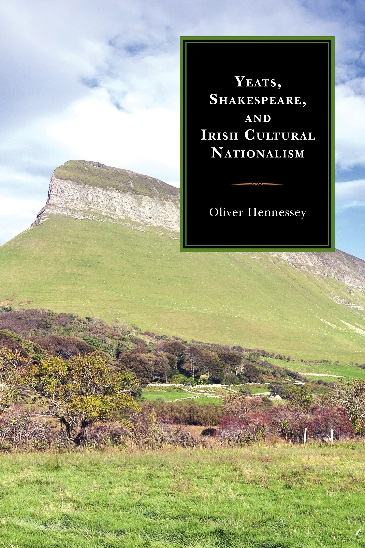 Yeats,
Shakespeare,
and
Irish Cultural
Nationalism
Oliver Hennessey